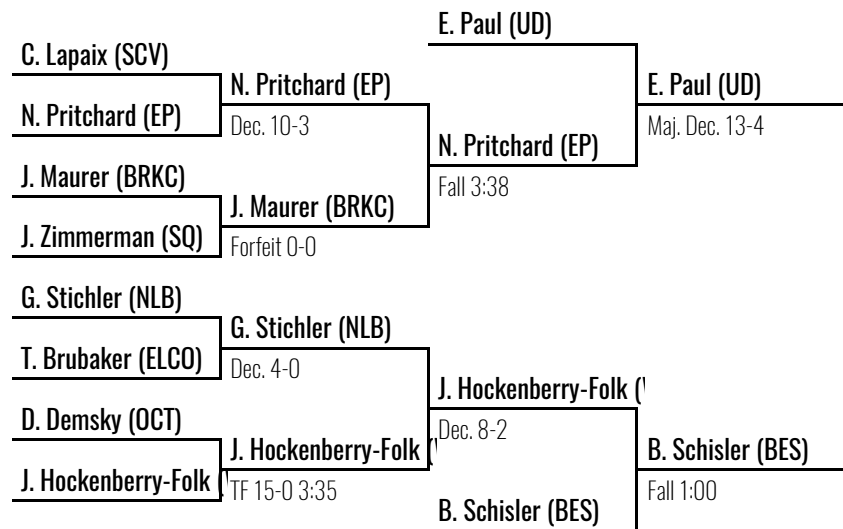 C. Lapaix (SCV)
N. Pritchard (EP)
J. Maurer (BRKC)
J. Zimmerman (SQ)
G. Stichler (NLB)
T. Brubaker (ELCO)
D. Demsky (OCT)
J. Hockenberry-Folk (
N. Pritchard (EP)
Dec. 10-3
J. Maurer (BRKC)
Forfeit 0-0
G. Stichler (NLB)
Dec. 4-0
J. Hockenberry-Folk (
TF 15-0 3:35
E. Paul (UD)
N. Pritchard (EP)
Fall 3:38
J. Hockenberry-Folk (
Dec. 8-2
B. Schisler (BES)
E. Paul (UD)
Maj. Dec. 13-4
B. Schisler (BES)
Fall 1:00